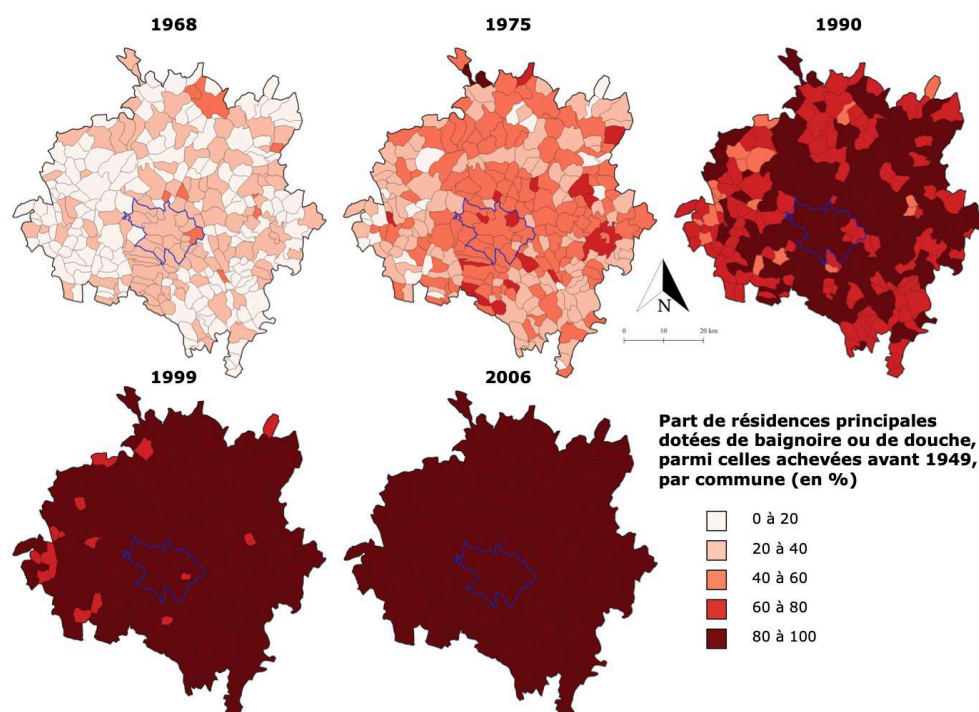 1968
1975
1990
N
0 10 20 km
1999
2006
Part de résidences principales
dotées de baignoire ou de douche,
parmi celles achevées avant 1949,
par commune (en %)
0 à 20
20 à 40
40 à 60
60 à 80
80 à 100